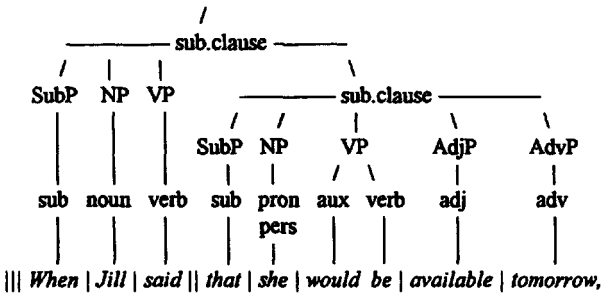 sub.clause
SubP NP VP sub.clause
SubP NP VP AdjP AdvP
sub noun verb sub pron aux verb adj adv
pers
||| When | Jill | said || that | she | would be | available | tomorrow,